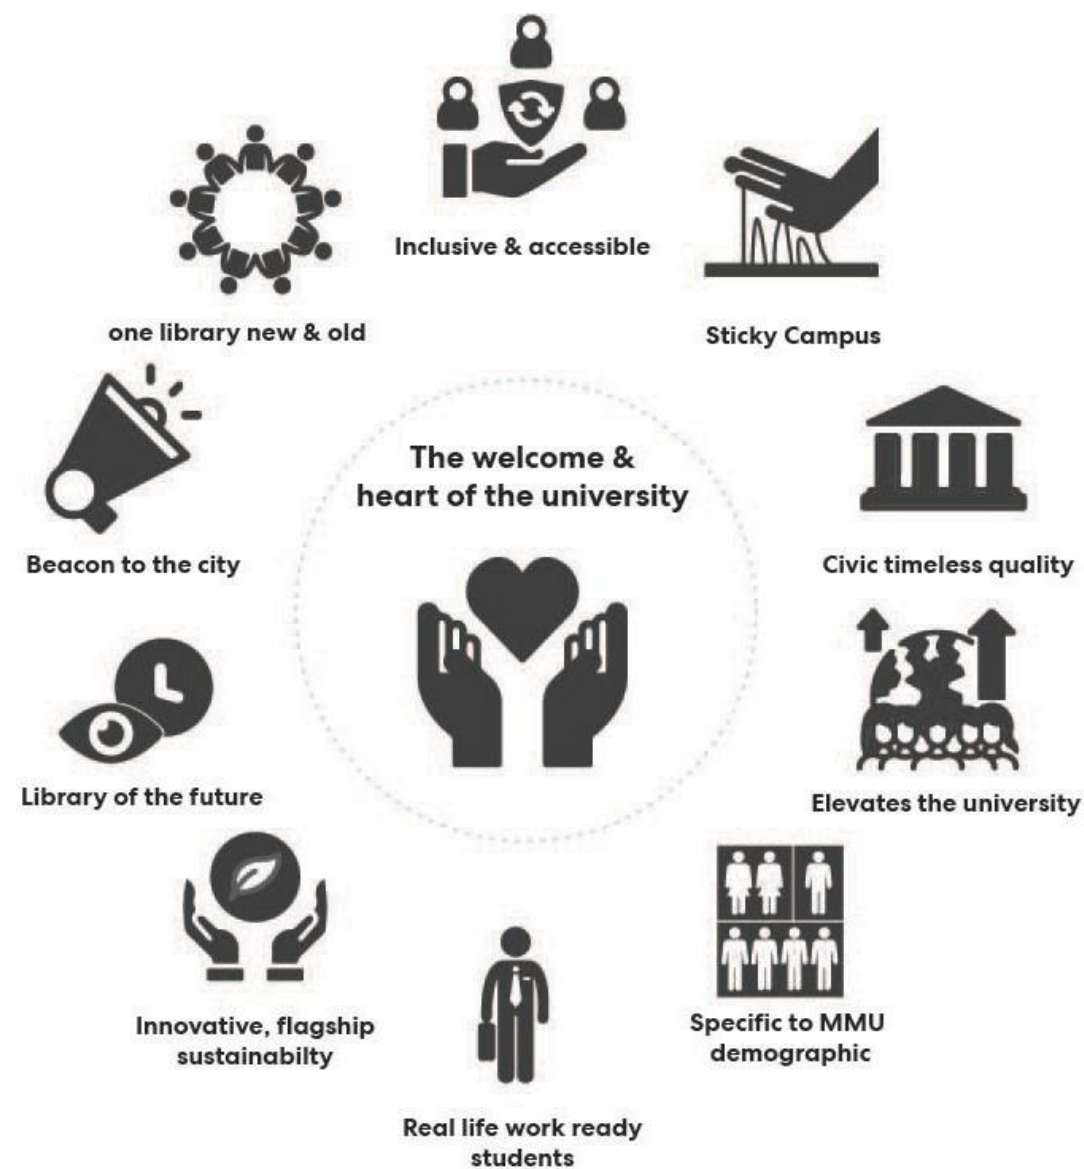 Inclusive & accessible
one library new & old
Sticky Campus
The welcome &
heart of the university
Beacon to the city
Civic timeless quality
Library of the future
Elevates the university
Innovative, flagship
sustainabilty
Specific to MMU
demographic
Real life work ready
students